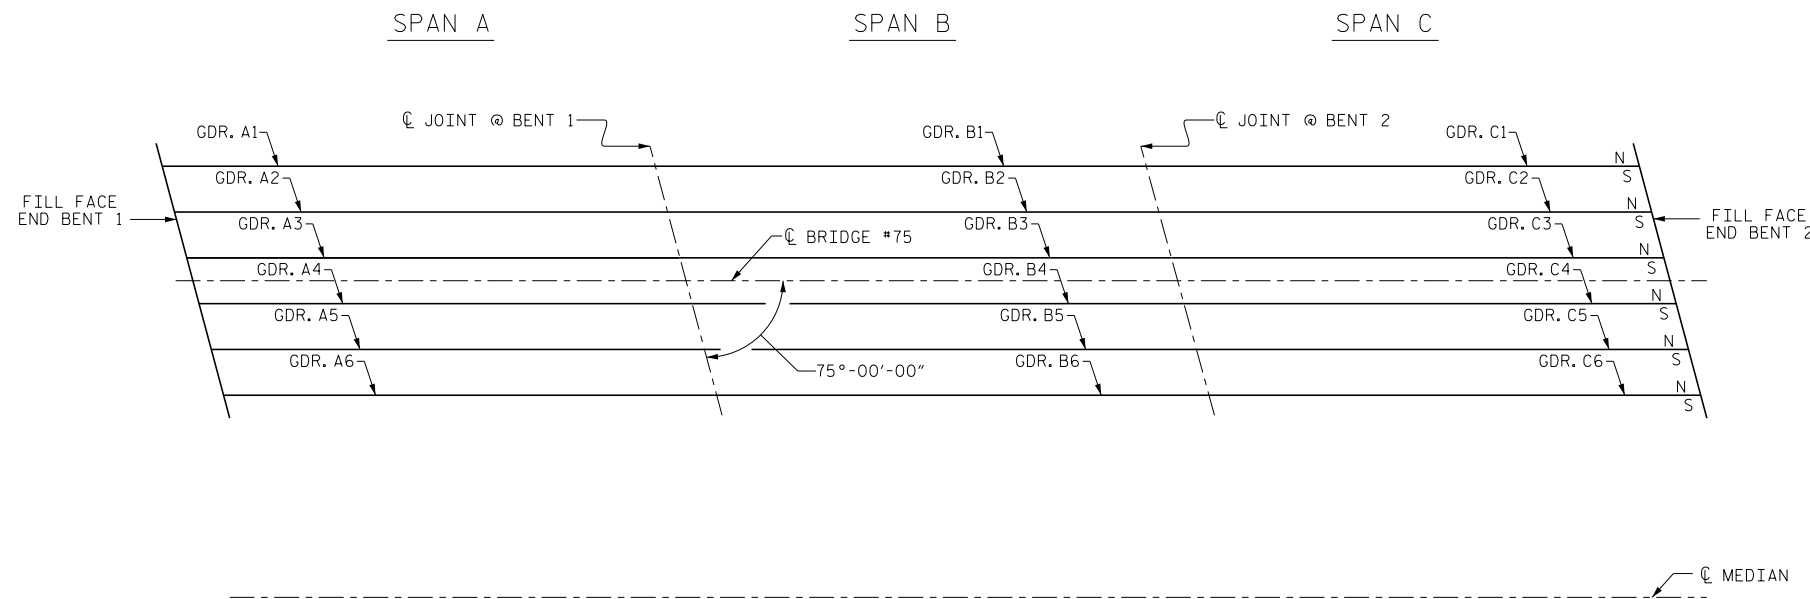 SPAN A
SPAN B
SPAN C
℄ JOINT @ BENT 1
℄ JOINT @ BENT 2
GDR. A1
GDR. B1
GDR. C1
N
S
GDR. A2
GDR. B2
GDR. C2
N
S
FILL FACE
END BENT 1
FILL FACE
END BENT 2
GDR. A3
GDR. B3
GDR. C3
℄ BRIDGE #75
N
S
GDR. A4
GDR. B4
GDR. C4
N
S
GDR. A5
GDR. B5
GDR. C5
N
S
GDR. A6
GDR. B6
GDR. C6
75°-00'-00"
N
S
℄ MEDIAN